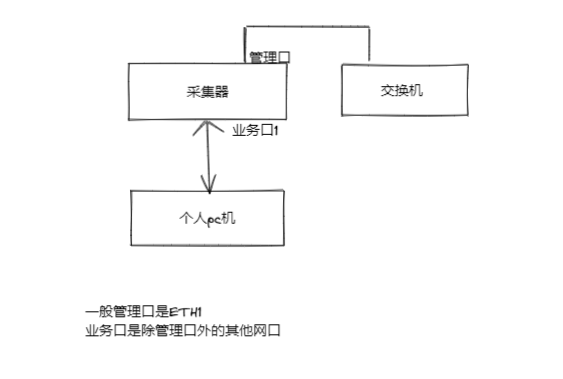 管理口
采集器
交换机
业务口1
个人pc机
一般管理口是ETH1
业务口是除管理口外的其他网口